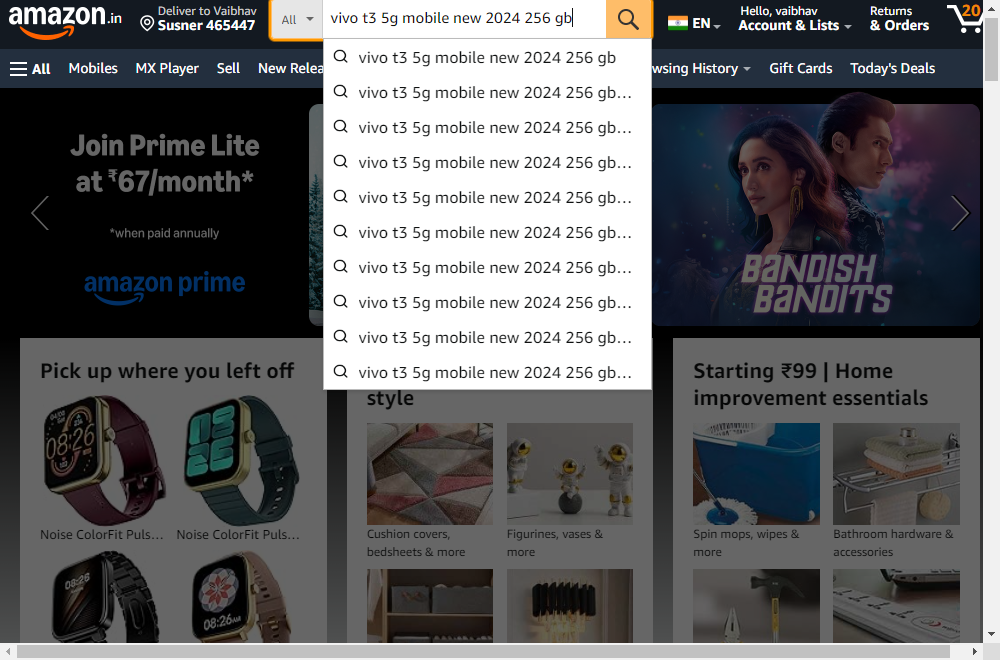 amazon.in
Deliver to Vaibhav
Susner 465447
All
vivo t3 5g mobile new 2024 256 gb
EN
Hello, vaibhav
Account & Lists
Returns
& Orders
20
All
Mobiles
MX Player
Sell
New Relea
wsing History
Gift Cards
Today's Deals
vivo t3 5g mobile new 2024 256 gb
vivo t3 5g mobile new 2024 256 gb...
vivo t3 5g mobile new 2024 256 gb...
vivo t3 5g mobile new 2024 256 gb...
vivo t3 5g mobile new 2024 256 gb...
vivo t3 5g mobile new 2024 256 gb...
vivo t3 5g mobile new 2024 256 gb...
vivo t3 5g mobile new 2024 256 gb...
vivo t3 5g mobile new 2024 256 gb...
vivo t3 5g mobile new 2024 256 gb...
Join Prime Lite
at ₹67/month*
*when paid annually
amazon prime
BANDISH
BANDITS
Pick up where you left off
08:26
Noise ColorFit Puls...
Noise ColorFit Puls...
08:26
08:26
style
Cushion covers,
bedsheets & more
Figurines, vases &
more
Starting ₹99 | Home
improvement essentials
Spin mops, wipes &
more
Bathroom hardware &
accessories